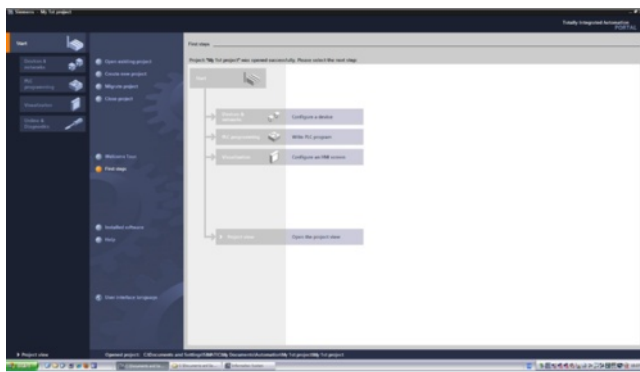 Siemens - My 1st project
Totally Integrated Automation
PORTAL
Start
Devices & networks
PLC programming
Visualization
Online & Diagnostics
Open existing project
Create new project
Migrate project
Close project
Welcome Tour
First steps
Installed software
Help
User interface language
First steps
Project "My 1st project" was opened successfully. Please select the next step:
Start
Devices & networks
Configure a device
PLC programming
Write PLC program
Visualization
Configure an HMI screen
Project view
Open the project view
Project view
Opened project: